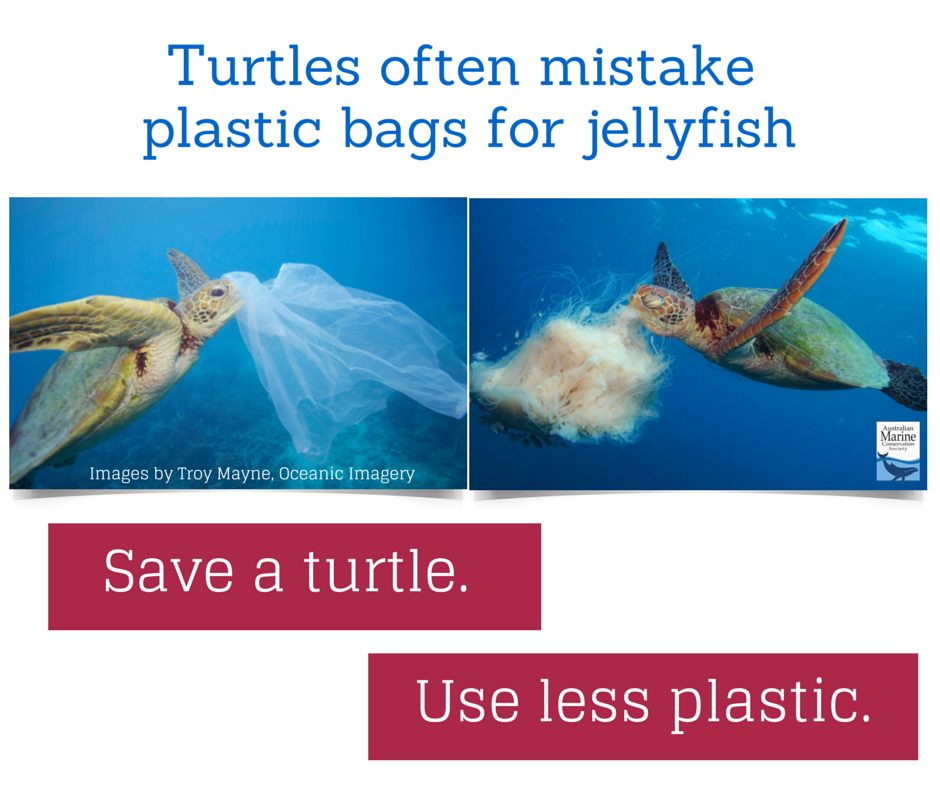 Turtles often mistake
plastic bags for jellyfish
Images by Troy Mayne, Oceanic Imagery
Australian
Marine
Conservation
Society
Save a turtle.
Use less plastic.